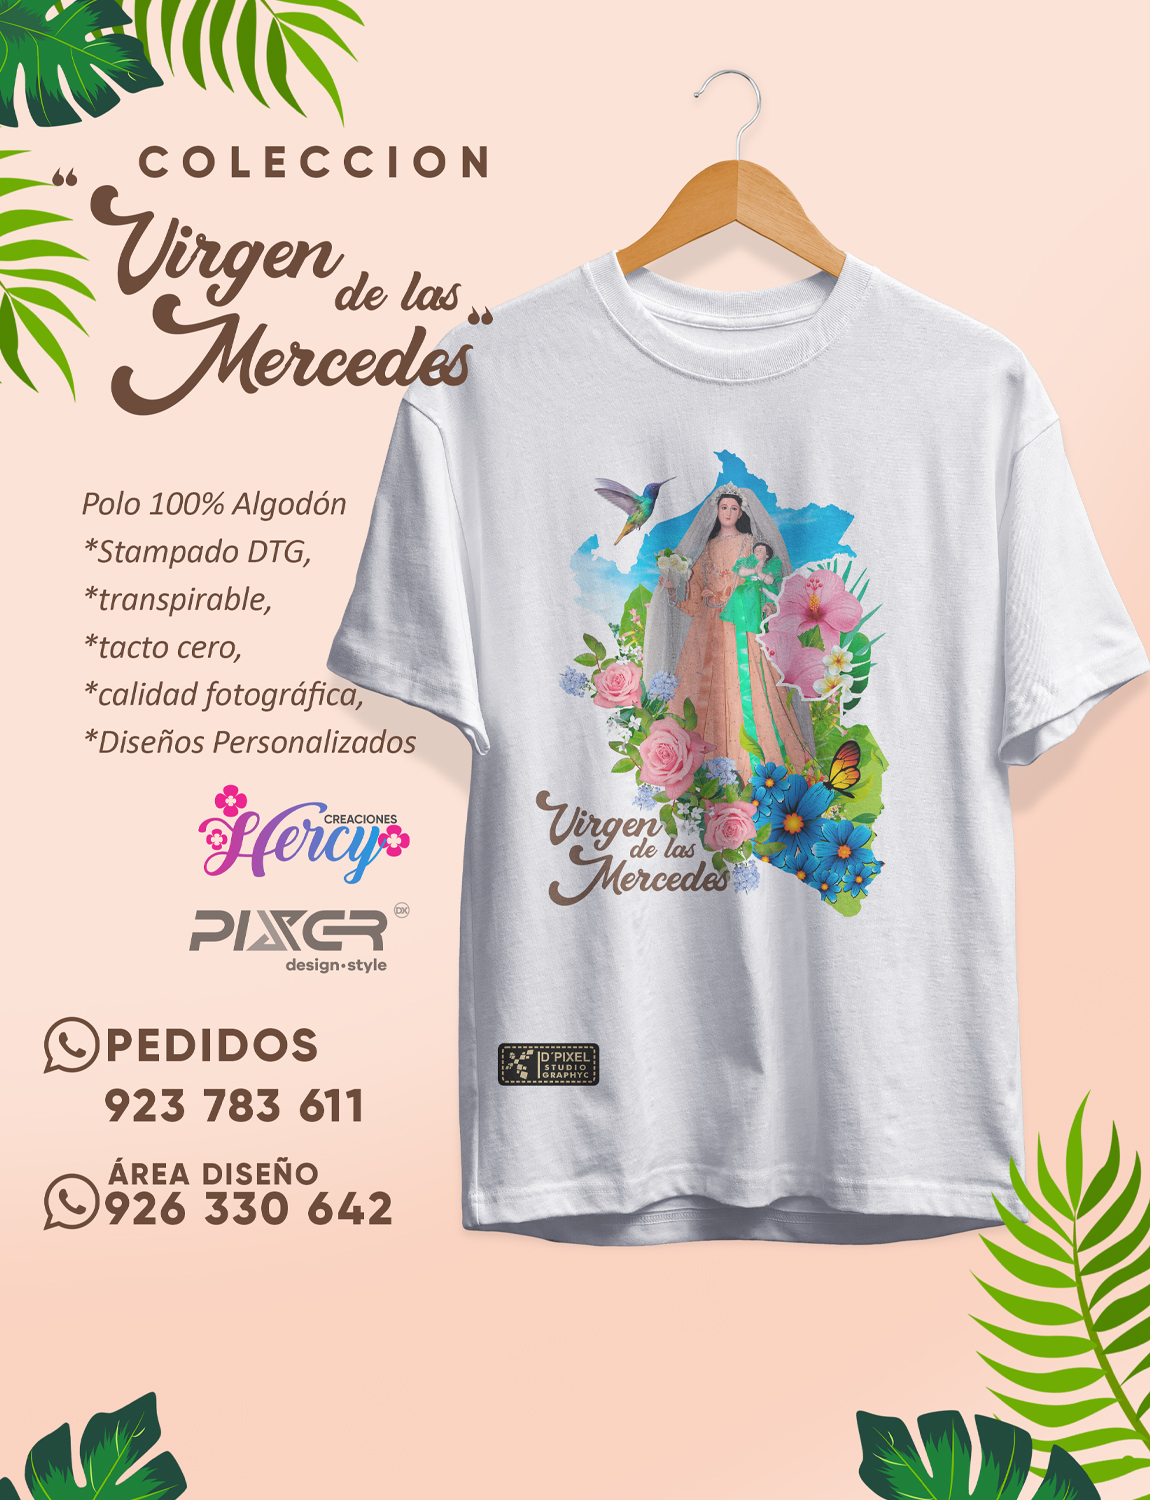 COLECCION
“Virgen
de las
Mercedes”
Polo 100% Algodón
*Stampado DTG,
*transpirable,
*tacto cero,
*calidad fotográfica,
*Diseños Personalizados
CREACIONES
Hercy
PIXER DX
design·style
PEDIDOS
923 783 611
ÁREA DISEÑO
926 330 642
Virgen
de las
Mercedes
D´PIXEL
STUDIO
GRAPHYC